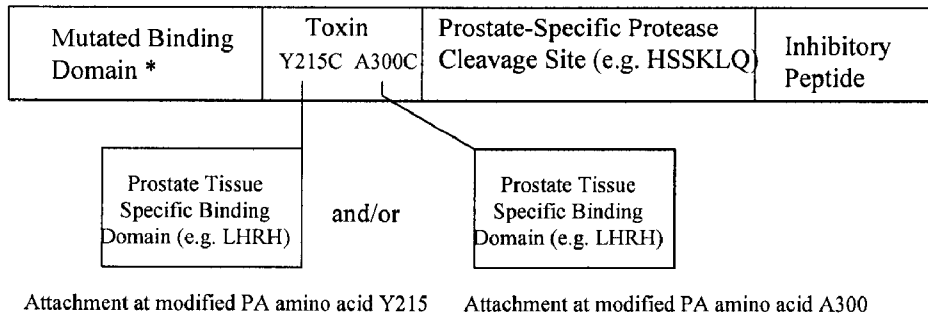 Mutated Binding
Domain *
Toxin
Y215C A300C
Prostate-Specific Protease
Cleavage Site (e.g. HSSKLQ)
Inhibitory
Peptide
Prostate Tissue
Specific Binding
Domain (e.g. LHRH)
and/or
Prostate Tissue
Specific Binding
Domain (e.g. LHRH)
Attachment at modified PA amino acid Y215
Attachment at modified PA amino acid A300